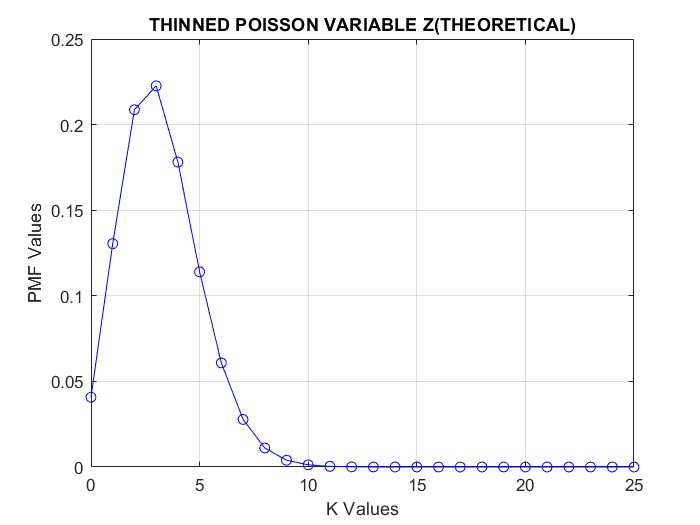 THINNED POISSON VARIABLE Z(THEORETICAL)
0.25
0.2
0.15
0.1
0.05
0
PMF Values
0 5 10 15 20 25
K Values